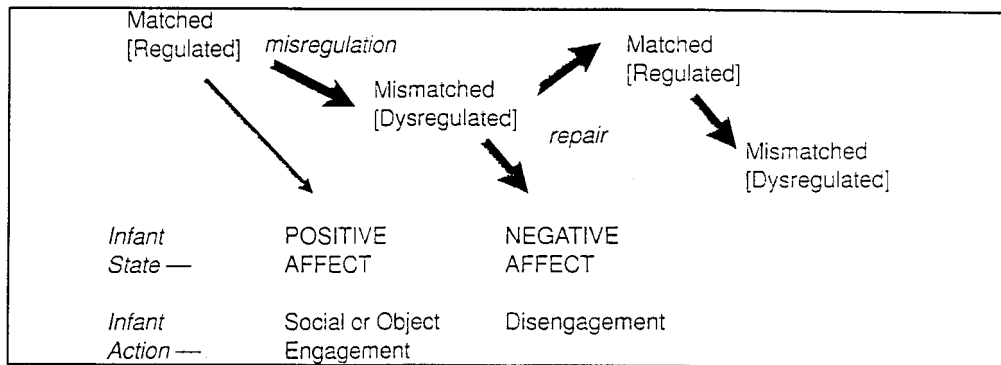 Matched
[Regulated]
misregulation
Mismatched
[Dysregulated]
repair
Matched
[Regulated]
Mismatched
[Dysregulated]
Infant
State —
POSITIVE
AFFECT
NEGATIVE
AFFECT
Infant
Action —
Social or Object
Engagement
Disengagement